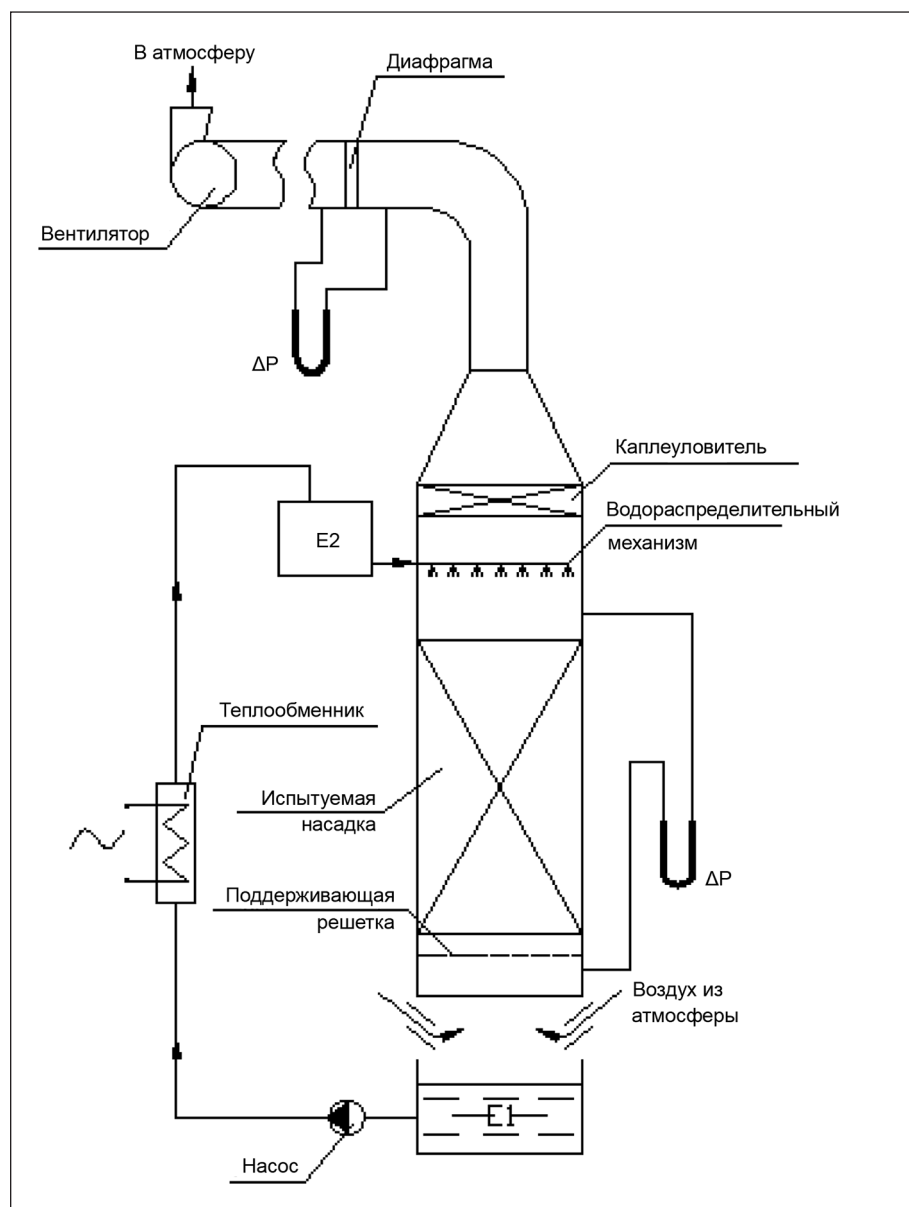 В атмосферу
Диафрагма
Вентилятор
ΔP
Каплеуловитель
Водораспределительный
механизм
E2
Теплообменник
Испытуемая
насадка
ΔP
Поддерживающая
решетка
Воздух из
атмосферы
E1
Насос